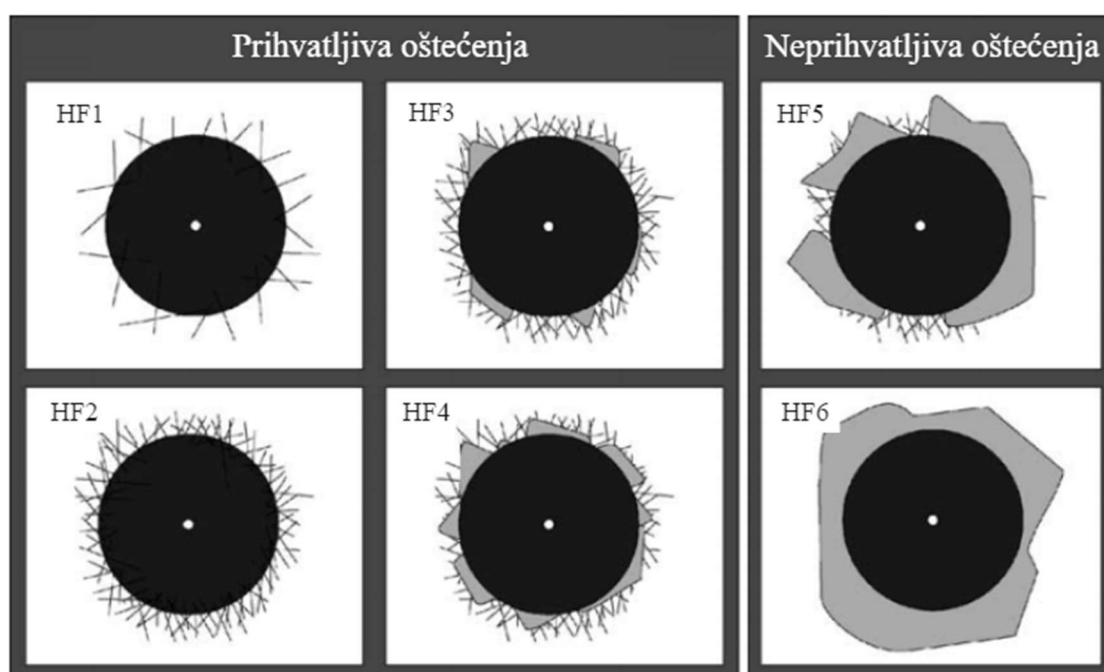 Prihvatljiva oštećenja
Neprihvatljiva oštećenja
HF1
HF3
HF5
HF2
HF4
HF6